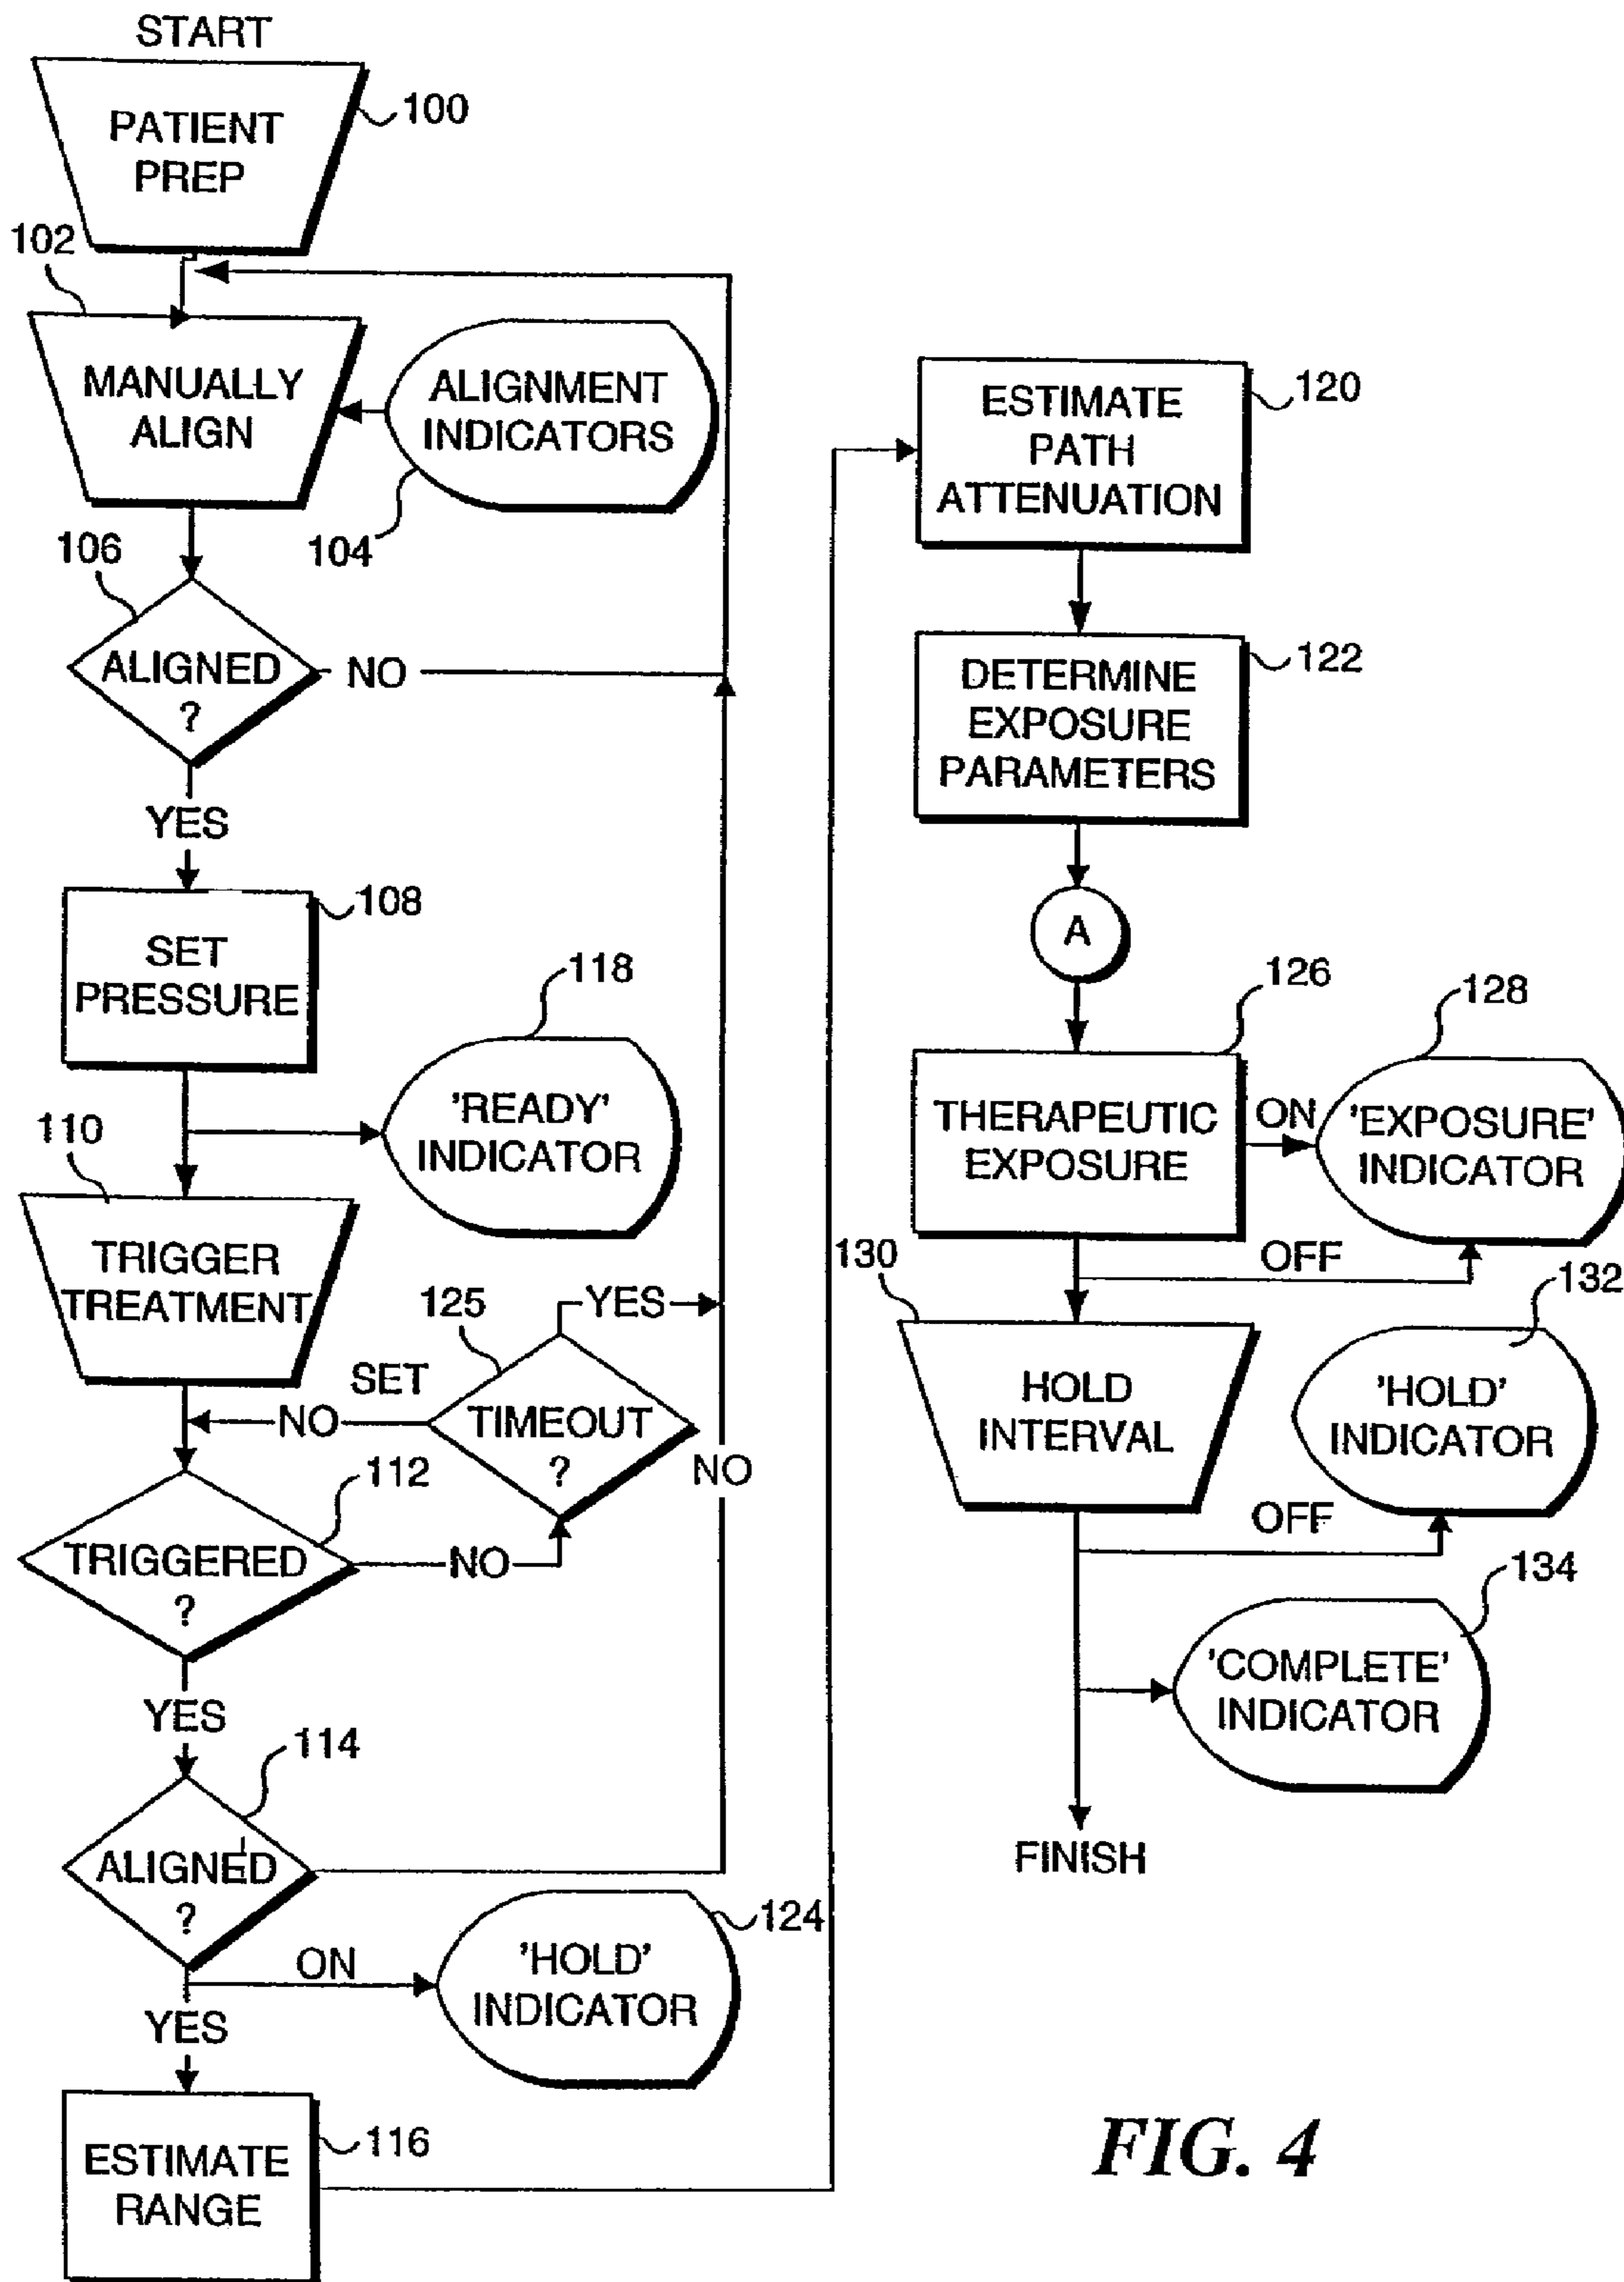 START
PATIENT
PREP
100
102
MANUALLY
ALIGN
ALIGNMENT
INDICATORS
104
106
ALIGNED
?
NO
YES
108
SET
PRESSURE
118
'READY'
INDICATOR
110
TRIGGER
TREATMENT
125
YES
SET
NO
TIMEOUT
?
NO
112
TRIGGERED
?
NO
YES
114
ALIGNED
?
124
ON
'HOLD'
INDICATOR
YES
116
ESTIMATE
RANGE
120
ESTIMATE
PATH
ATTENUATION
122
DETERMINE
EXPOSURE
PARAMETERS
A
126
128
THERAPEUTIC
EXPOSURE
ON
'EXPOSURE'
INDICATOR
130
OFF
132
HOLD
INTERVAL
'HOLD'
INDICATOR
OFF
134
'COMPLETE'
INDICATOR
FINISH
FIG. 4